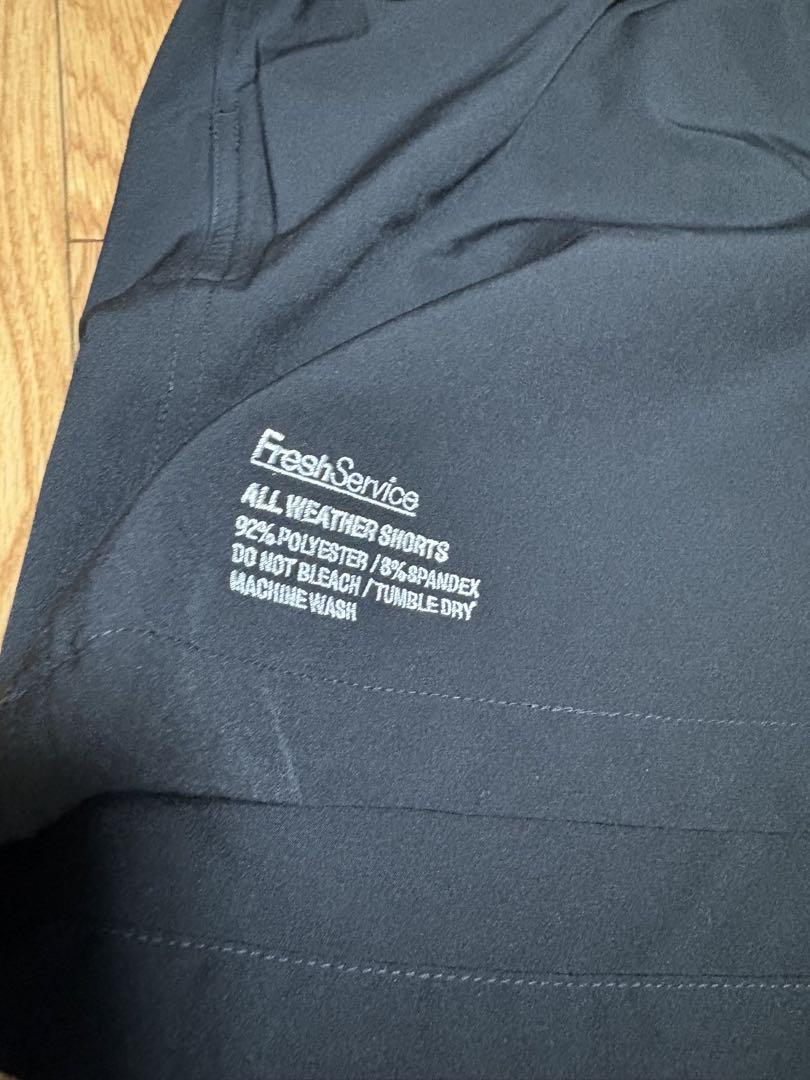 FreshService
ALL WEATHER SHORTS
92% POLYESTER / 8% SPANDEX
DO NOT BLEACH / TUMBLE DRY
MACHINE WASH